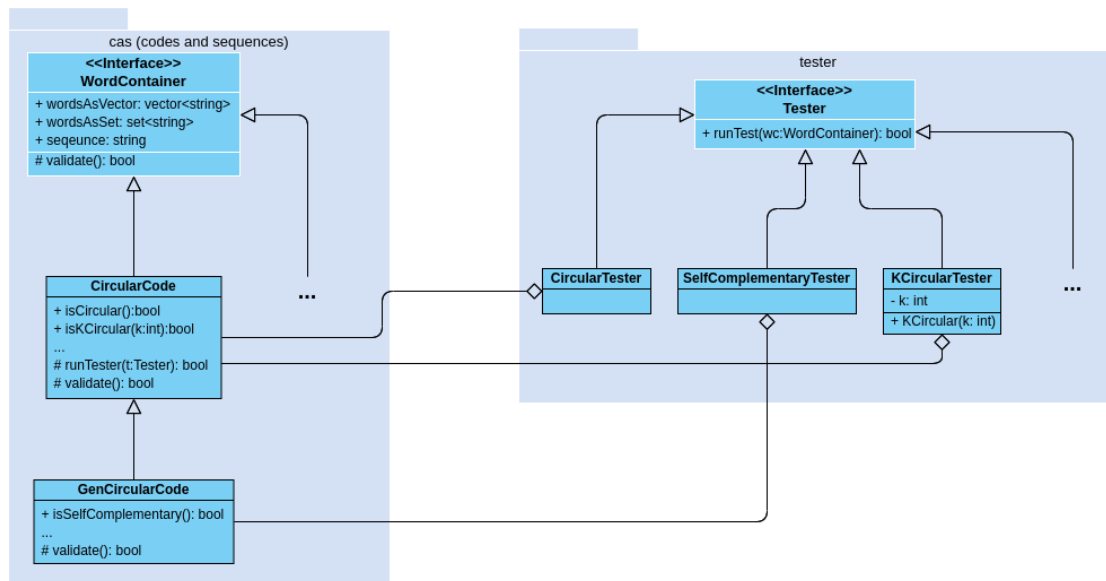 cas (codes and sequences)
<<Interface>>
WordContainer
+ wordsAsVector: vector<string>
+ wordsAsSet: set<string>
+ seqeunce: string
# validate(): bool
...
CircularCode
+ isCircular():bool
+ isKCircular(k:int):bool
...
# runTester(t:Tester): bool
# validate(): bool
GenCircularCode
+ isSelfComplementary(): bool
...
# validate(): bool
tester
<<Interface>>
Tester
+ runTest(wc:WordContainer): bool
CircularTester
SelfComplementaryTester
KCircularTester
- k: int
+ KCircular(k: int)
...